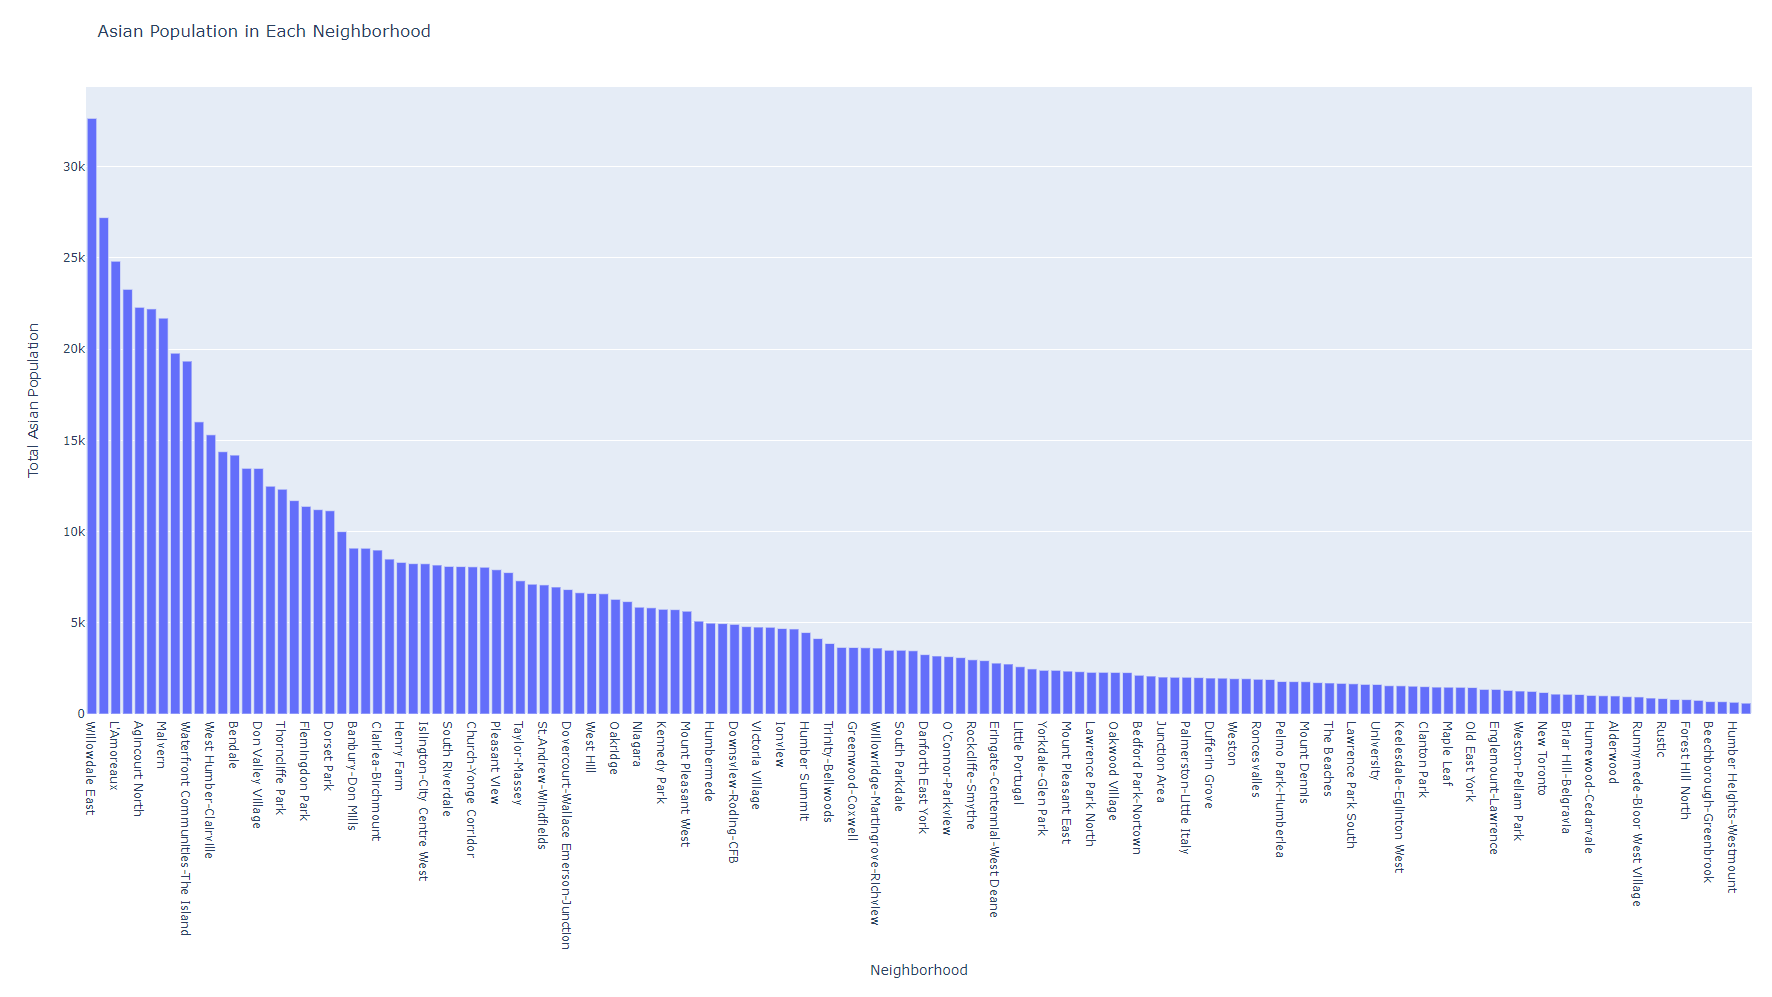 Asian Population in Each Neighborhood
Total Asian Population
30k
25k
20k
15k
10k
5k
0
Willowdale East
L'Amoreaux
Agincourt North
Malvern
Waterfront Communities-The Island
West Humber-Clairville
Bendale
Don Valley Village
Thorncliffe Park
Flemingdon Park
Dorset Park
Banbury-Don Mills
Clairlea-Birchmount
Henry Farm
Islington-City Centre West
South Riverdale
Church-Yonge Corridor
Pleasant View
Taylor-Massey
St.Andrew-Windfields
Dovercourt-Wallace Emerson-Junction
West Hill
Oakridge
Niagara
Kennedy Park
Mount Pleasant West
Humbermede
Downsview-Roding-CFB
Victoria Village
Ionview
Humber Summit
Trinity-Bellwoods
Greenwood-Coxwell
Willowridge-Martingrove-Richview
South Parkdale
Danforth East York
O'Connor-Parkview
Rockcliffe-Smythe
Eringate-Centennial-West Deane
Little Portugal
Yorkdale-Glen Park
Mount Pleasant East
Lawrence Park North
Oakwood Village
Bedford Park-Nortown
Junction Area
Palmerston-Little Italy
Dufferin Grove
Weston
Roncesvalles
Pelmo Park-Humberlea
Mount Dennis
The Beaches
Lawrence Park South
University
Keelesdale-Eglinton West
Clanton Park
Maple Leaf
Old East York
Englemount-Lawrence
Weston-Pellam Park
New Toronto
Briar Hill-Belgravia
Humewood-Cedarvale
Alderwood
Runnymede-Bloor West Village
Rustic
Forest Hill North
Beechborough-Greenbrook
Humber Heights-Westmount
Neighborhood